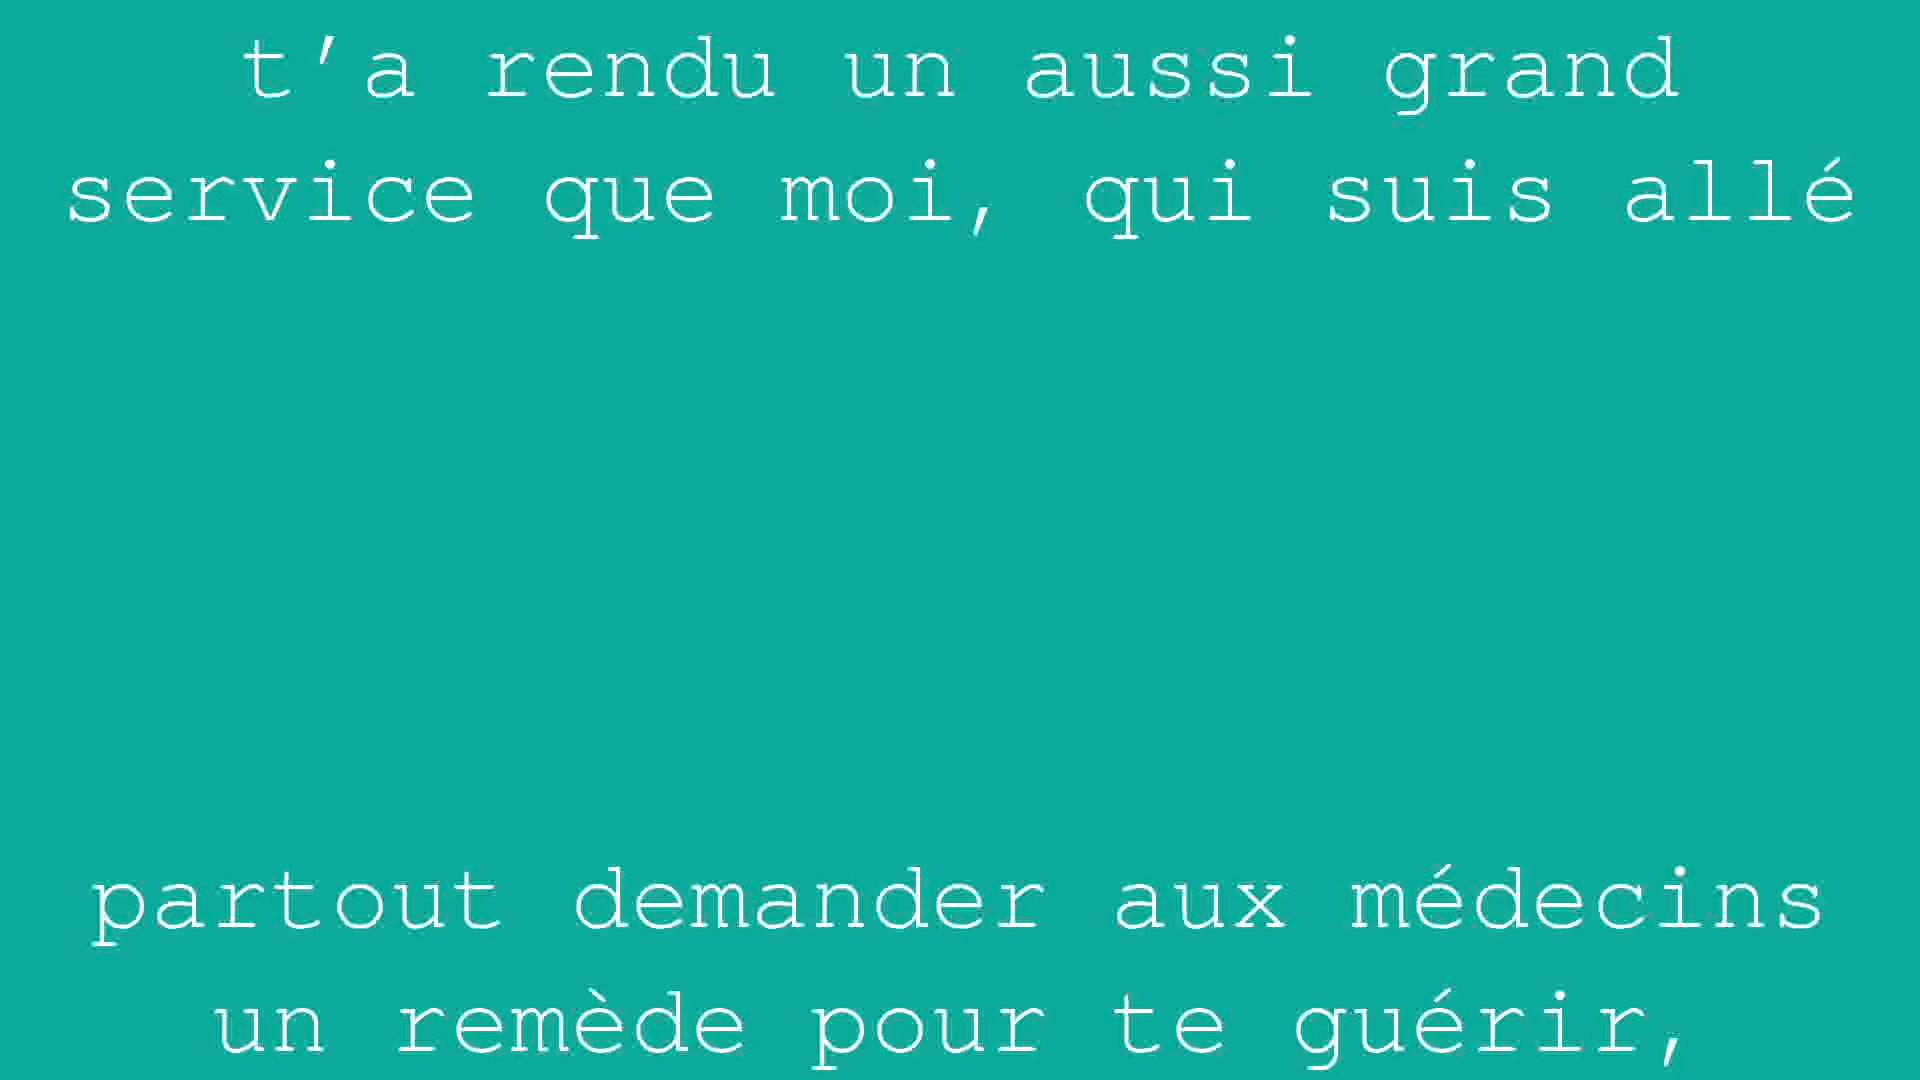 t’a rendu un aussi grand
service que moi, qui suis allé
partout demander aux médecins
un remède pour te guérir,